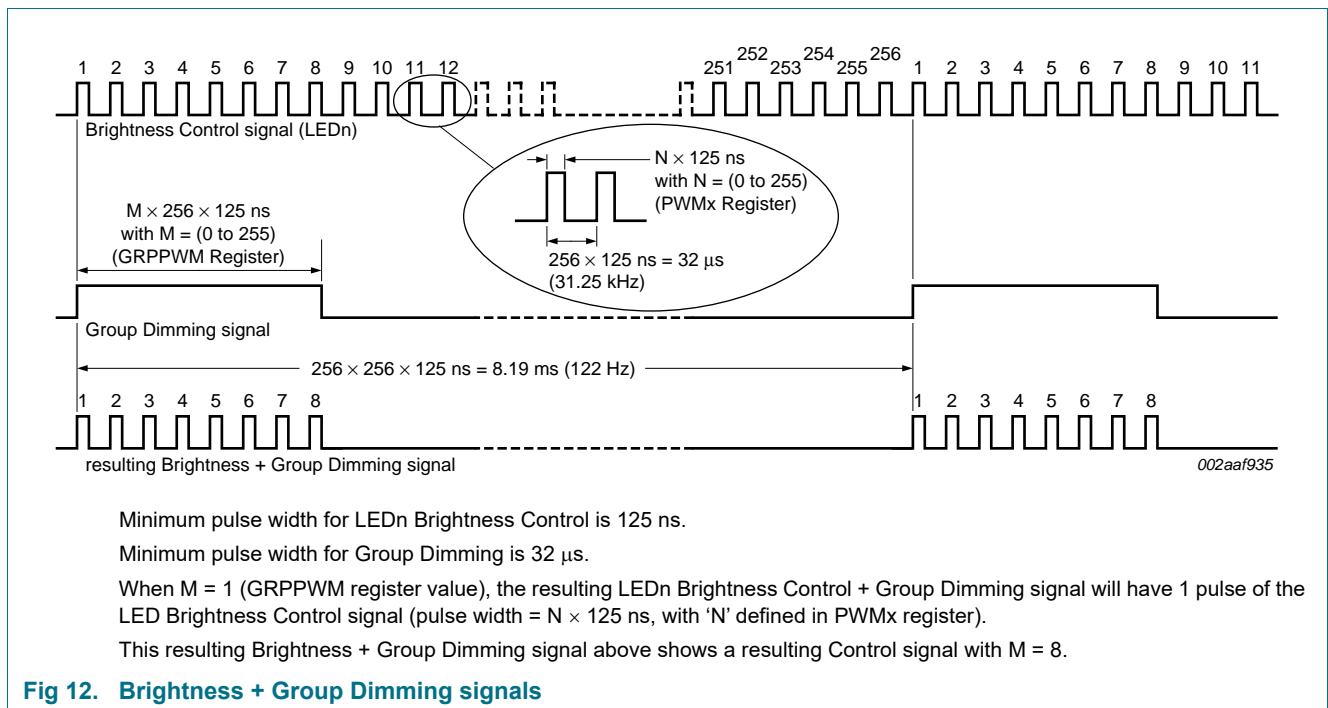 1 2 3 4 5 6 7 8 9 10 11 12 251 252 253 254 255 256 1 2 3 4 5 6 7 8 9 10 11
Brightness Control signal (LEDn)
N × 125 ns
with N = (0 to 255)
(PWMx Register)
256 × 125 ns = 32 μs
(31.25 kHz)
M × 256 × 125 ns
with M = (0 to 255)
(GRPPWM Register)
Group Dimming signal
256 × 256 × 125 ns = 8.19 ms (122 Hz)
1 2 3 4 5 6 7 8 1 2 3 4 5 6 7 8
resulting Brightness + Group Dimming signal
002aaf935
Minimum pulse width for LEDn Brightness Control is 125 ns.
Minimum pulse width for Group Dimming is 32 μs.
When M = 1 (GRPPWM register value), the resulting LEDn Brightness Control + Group Dimming signal will have 1 pulse of the
LED Brightness Control signal (pulse width = N × 125 ns, with ‘N’ defined in PWMx register).
This resulting Brightness + Group Dimming signal above shows a resulting Control signal with M = 8.
Fig 12. Brightness + Group Dimming signals